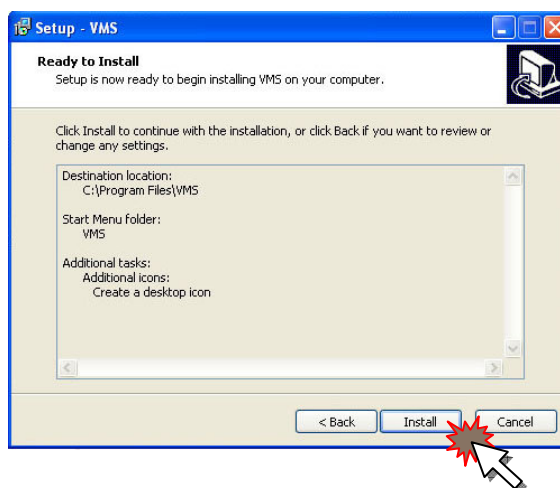 Setup - VMS
Ready to Install
Setup is now ready to begin installing VMS on your computer.
Click Install to continue with the installation, or click Back if you want to review or
change any settings.
Destination location:
C:\Program Files\VMS
Start Menu folder:
VMS
Additional tasks:
Additional icons:
Create a desktop icon
< Back Install Cancel